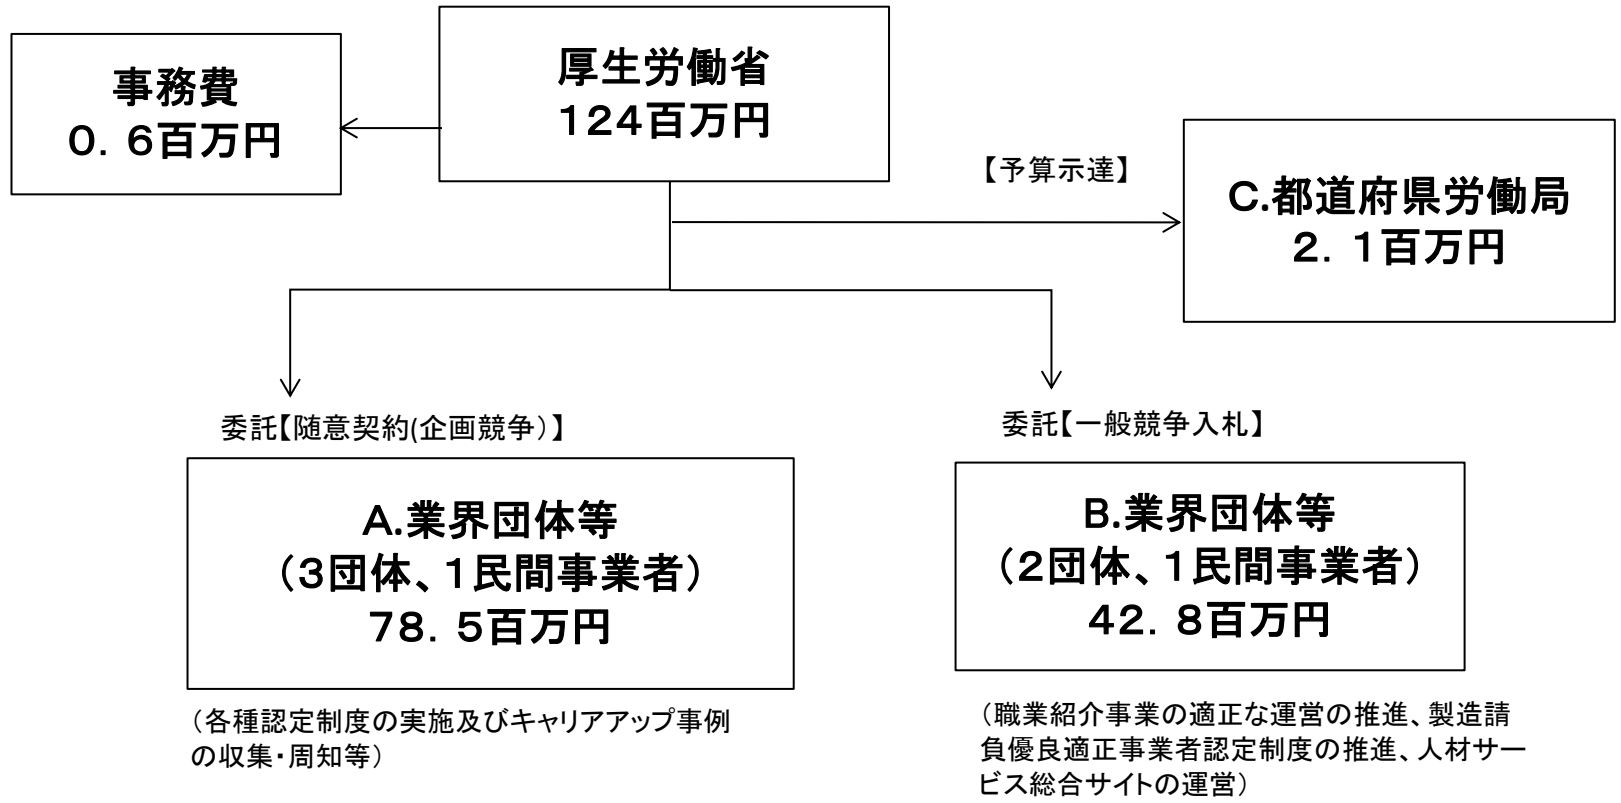 厚生労働省
124百万円
事務費
0．6百万円
【予算示達】
C.都道府県労働局
2．1百万円
委託【随意契約(企画競争）】
A.業界団体等
（3団体、1民間事業者）
78．5百万円
（各種認定制度の実施及びキャリアアップ事例
の収集・周知等）
委託【一般競争入札】
B.業界団体等
（2団体、1民間事業者）
42．8百万円
（職業紹介事業の適正な運営の推進、製造請
負優良適正事業者認定制度の推進、人材サー
ビス総合サイトの運営）